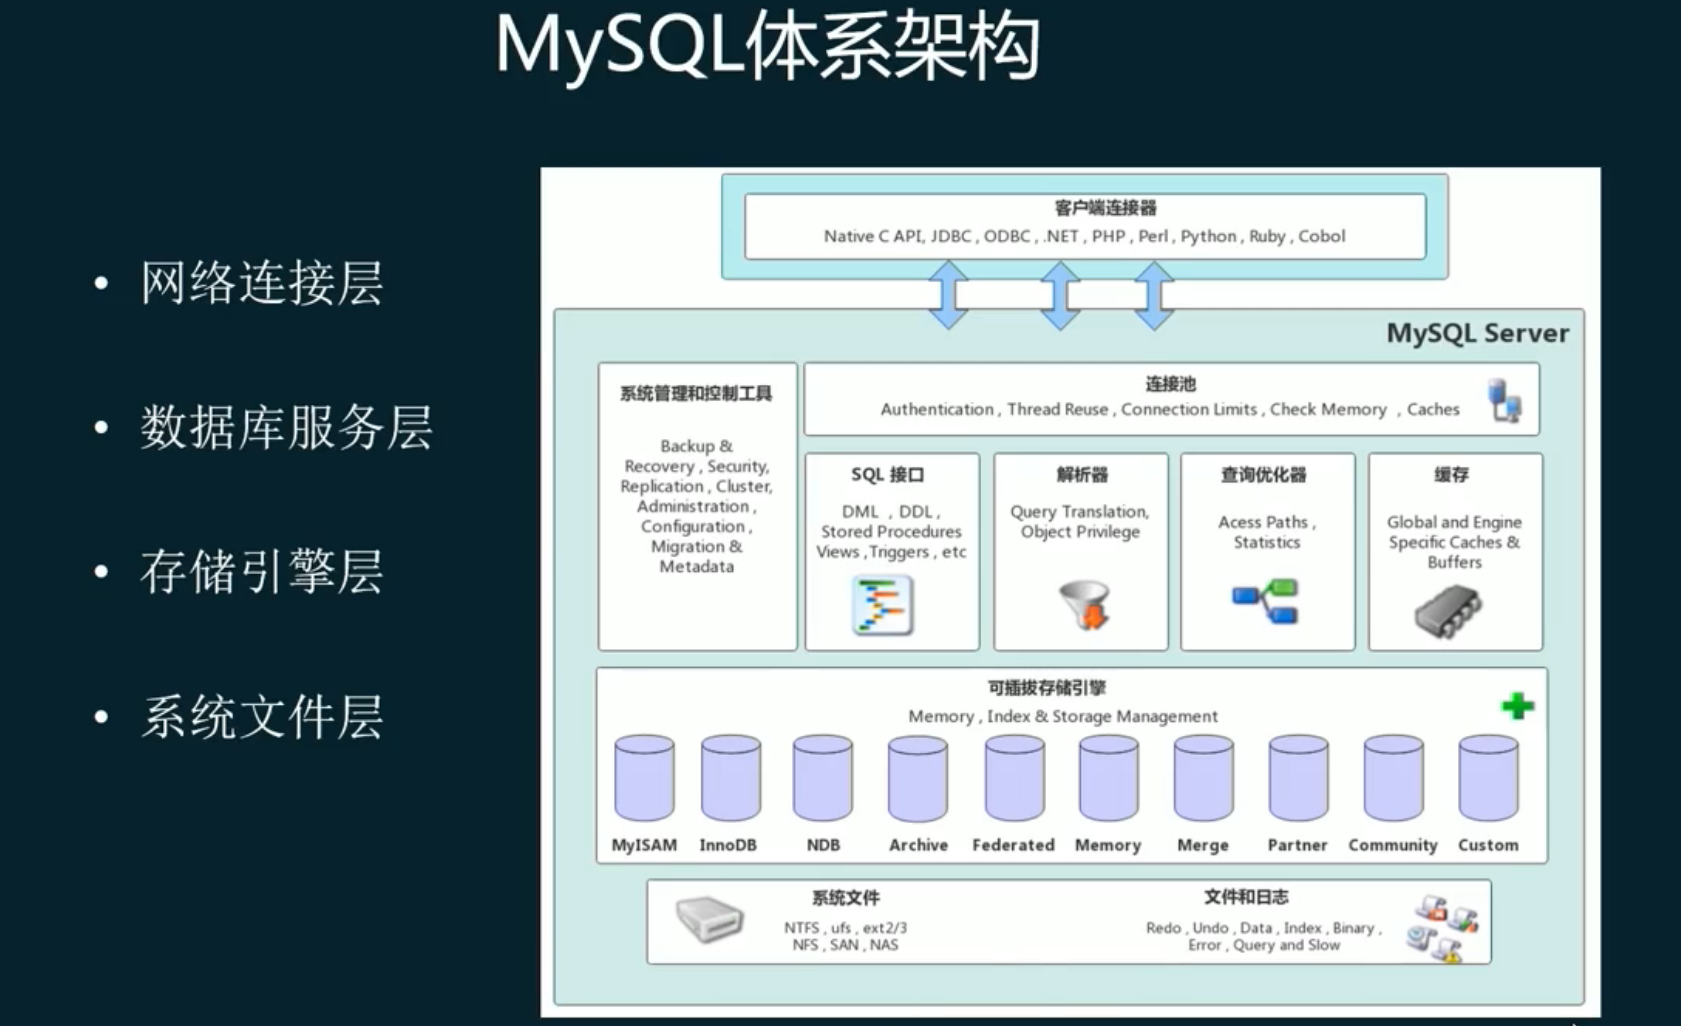 MySQL体系架构
• 网络连接层
• 数据库服务层
• 存储引擎层
• 系统文件层
客户端连接器
Native C API, JDBC , ODBC , .NET , PHP , Perl , Python , Ruby , Cobol
MySQL Server
系统管理和控制工具
Backup &
Recovery , Security,
Replication , Cluster,
Administration ,
Configuration ,
Migration &
Metadata
连接池
Authentication , Thread Reuse , Connection Limits , Check Memory , Caches
SQL 接口
DML , DDL ,
Stored Procedures
Views ,Triggers , etc
解析器
Query Translation,
Object Privilege
查询优化器
Acess Paths ,
Statistics
缓存
Global and Engine
Specific Caches &
Buffers
可插拔存储引擎
Memory , Index & Storage Management
MyISAM InnoDB NDB Archive Federated Memory Merge Partner Community Custom
系统文件
NTFS , ufs , ext2/3
NFS , SAN , NAS
文件和日志
Redo , Undo , Data , Index , Binary ,
Error , Query and Slow